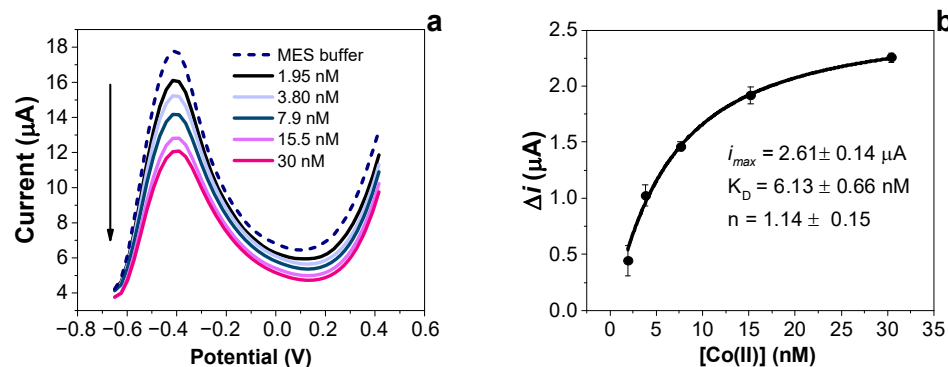 a
18
16
14
12
10
8
6
4
Current (μA)
MES buffer
1.95 nM
3.80 nM
7.9 nM
15.5 nM
30 nM
−0.8 −0.6 −0.4 −0.2 0.0 0.2 0.4 0.6
Potential (V)
b
2.5
2.0
1.5
1.0
0.5
0.0
Δi (μA)
imax = 2.61± 0.14 μA
KD = 6.13 ± 0.66 nM
n = 1.14 ± 0.15
0 5 10 15 20 25 30 35
[Co(II)] (nM)